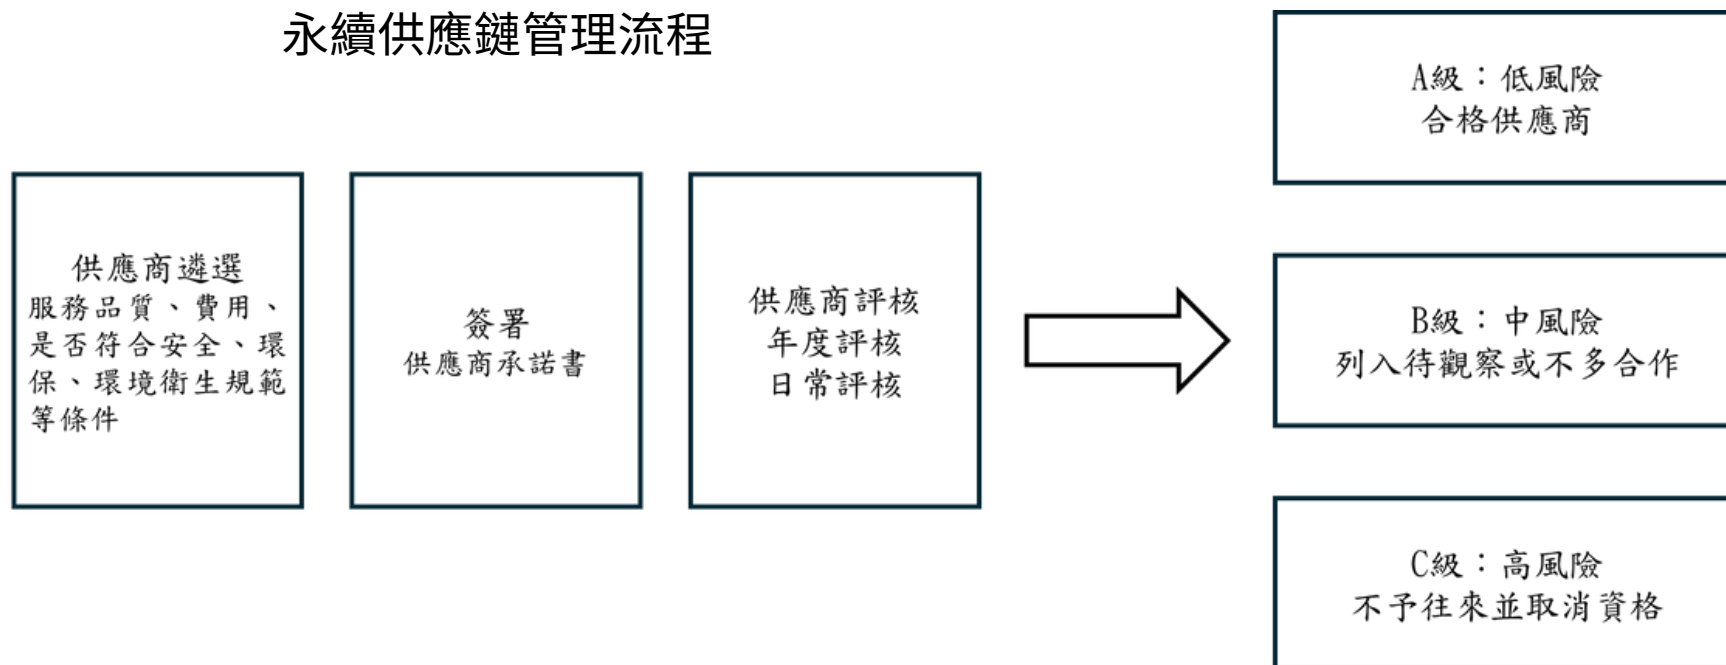 永續供應鏈管理流程
供應商遴選
服務品質、費用、
是否符合安全、環
保、環境衛生規範
等條件
簽署
供應商承諾書
供應商評核
年度評核
日常評核
A級：低風險
合格供應商
B級：中風險
列入待觀察或不多合作
C級：高風險
不予往來並取消資格